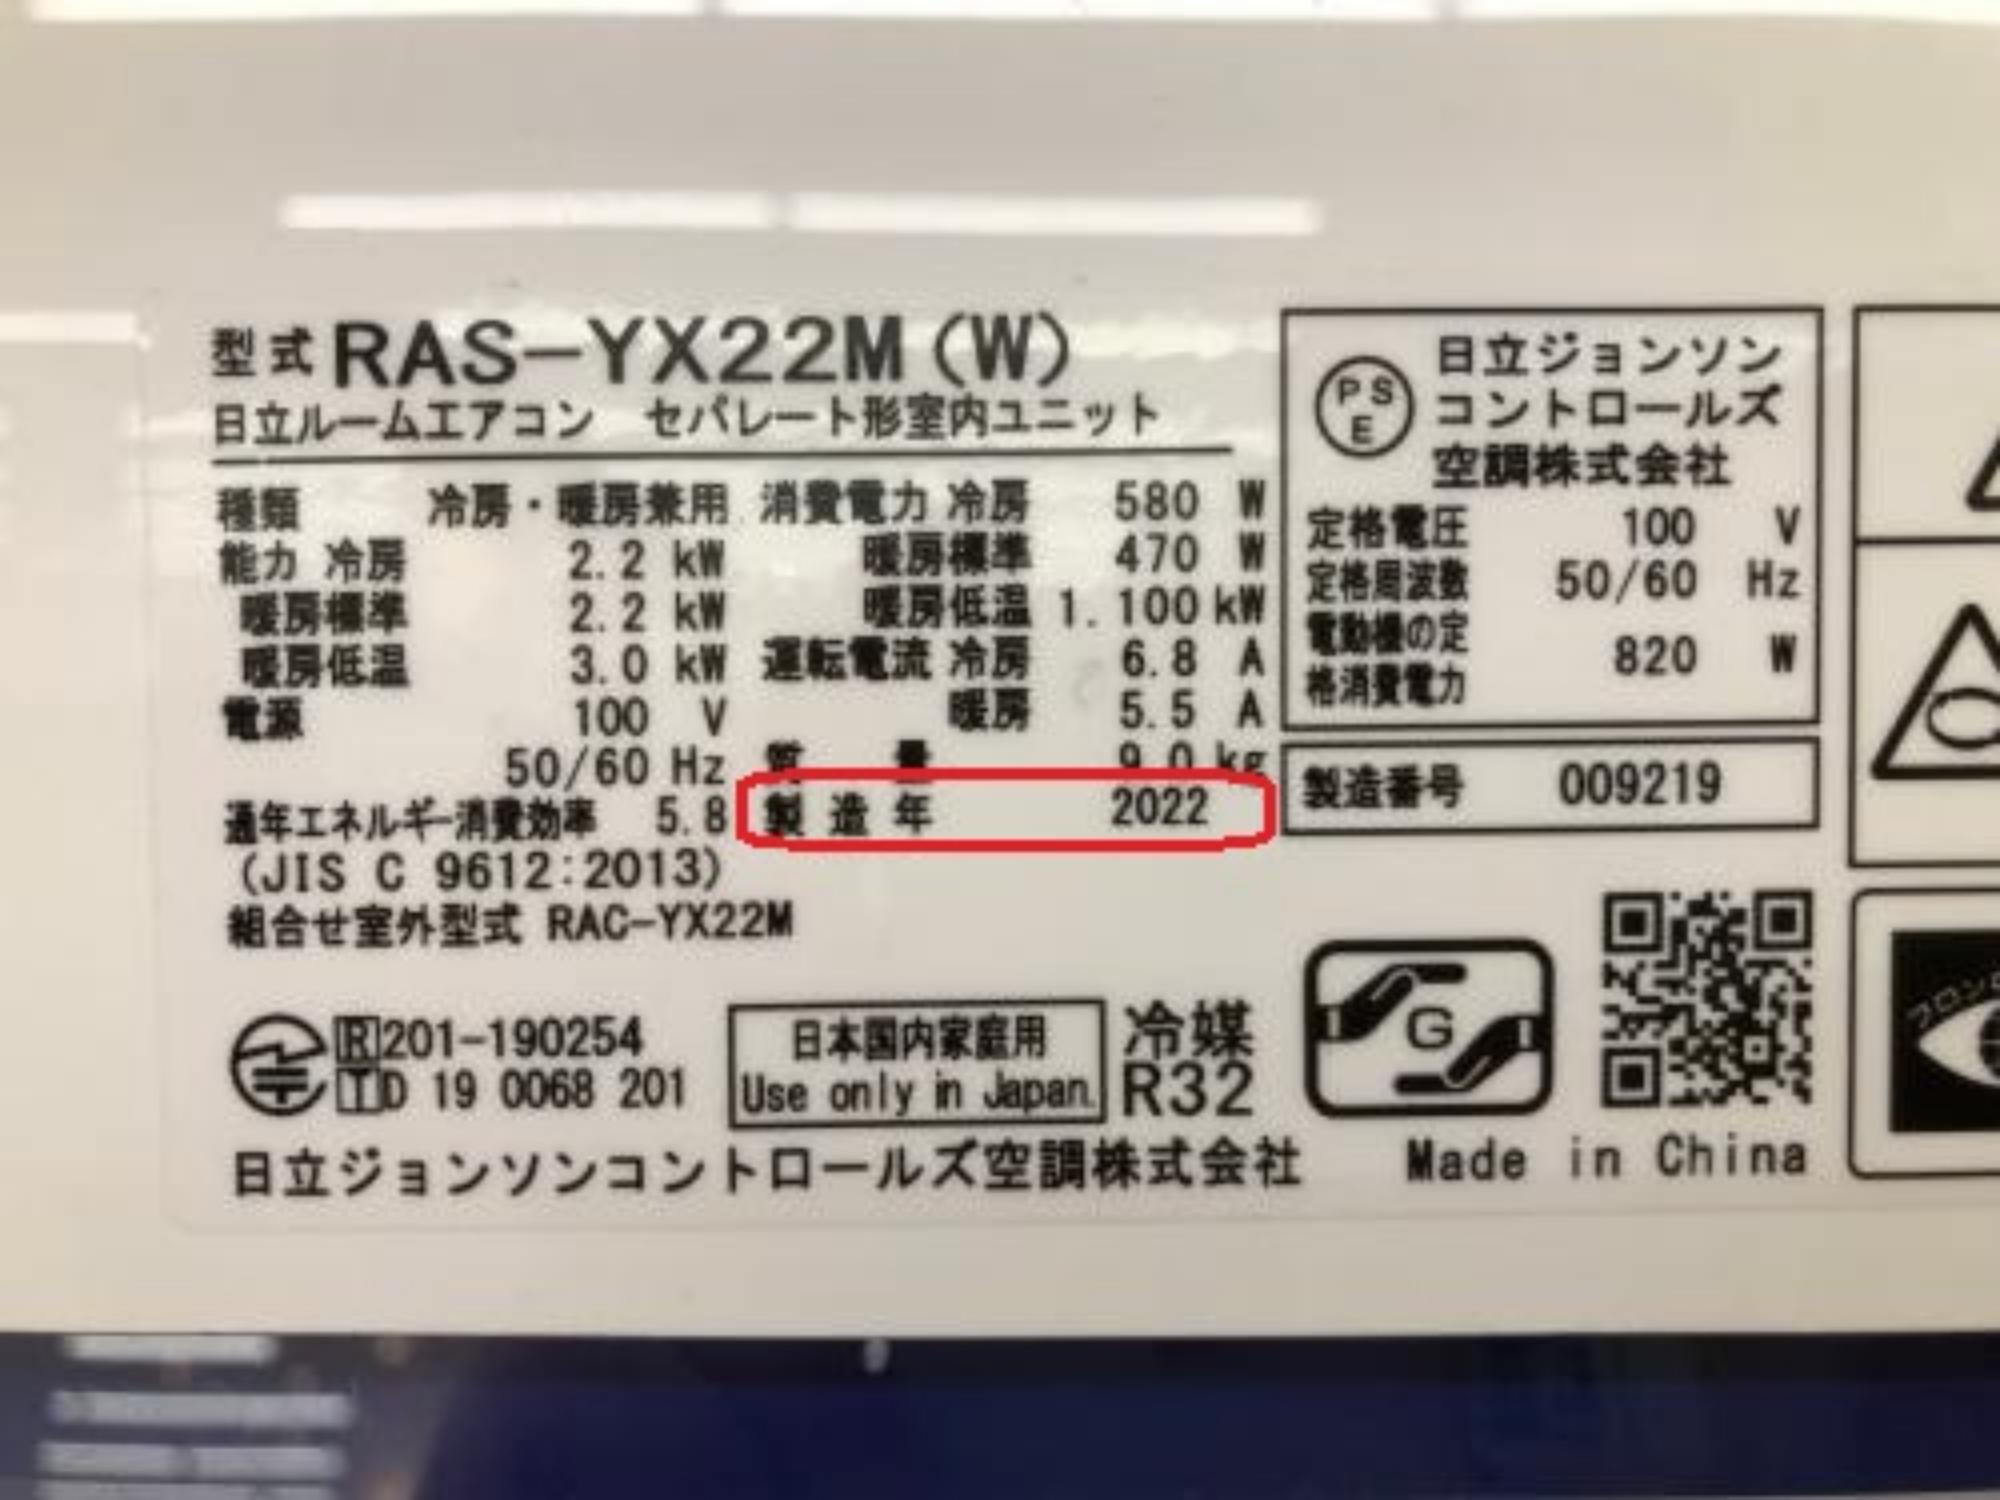 型式 RAS-YX22M(W)
日立ルームエアコン　セパレート形室内ユニット
種類 冷房・暖房兼用
能力 冷房 2.2 kW
暖房標準 2.2 kW
暖房低温 3.0 kW
電源 100 V
50/60 Hz
通年エネルギー消費効率 5.8
(JIS C 9612:2013)
組合せ室外型式 RAC-YX22M
消費電力 冷房 580 W
暖房標準 470 W
暖房低温 1.100 kW
運転電流 冷房 6.8 A
暖房 5.5 A
質量 9.0 kg
製造年 2022
PSE
日立ジョンソン
コントロールズ
空調株式会社
定格電圧 100 V
定格周波数 50/60 Hz
電動機の定
格消費電力 820 W
製造番号 009219
R 201-190254
T D 19 0068 201
日本国内家庭用
Use only in Japan.
冷媒
R32
G
日立ジョンソンコントロールズ空調株式会社
Made in China
フロン